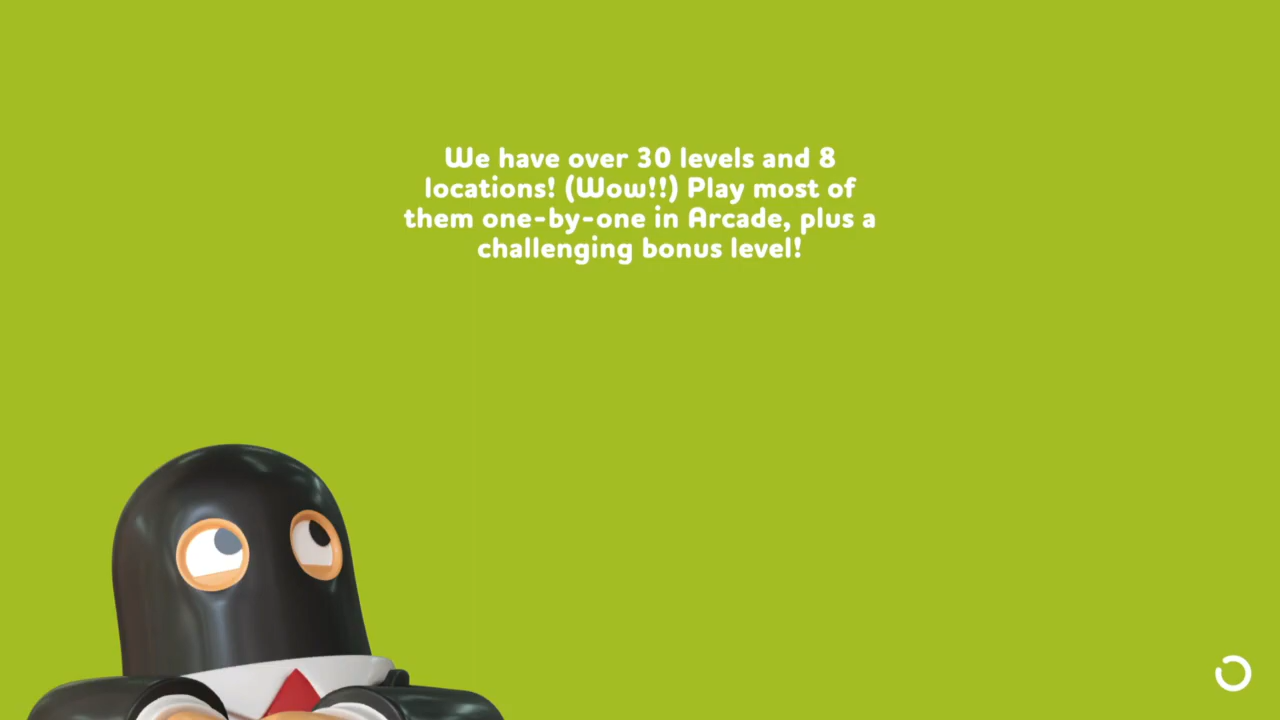 We have over 30 levels and 8
locations! (Wow!!) Play most of
them one-by-one in Arcade, plus a
challenging bonus level!